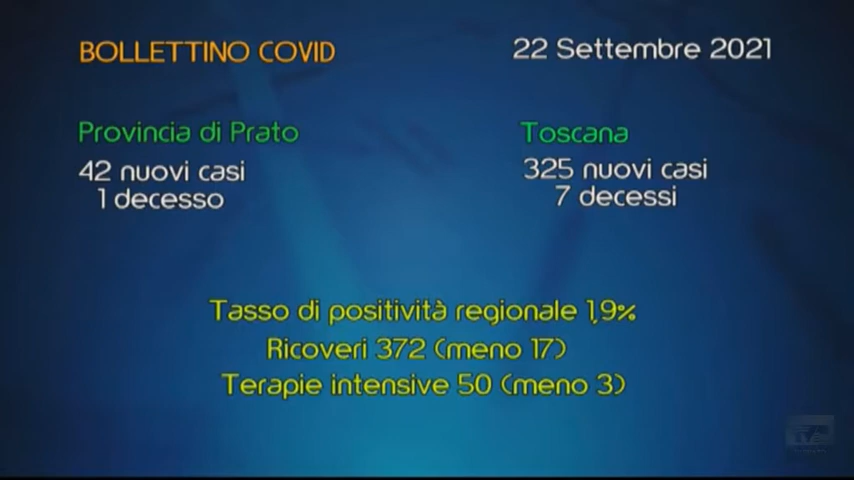 BOLLETTINO COVID
22 Settembre 2021
Provincia di Prato
42 nuovi casi
1 decesso
Toscana
325 nuovi casi
7 decessi
Tasso di positività regionale 1,9%
Ricoveri 372 (meno 17)
Terapie intensive 50 (meno 3)